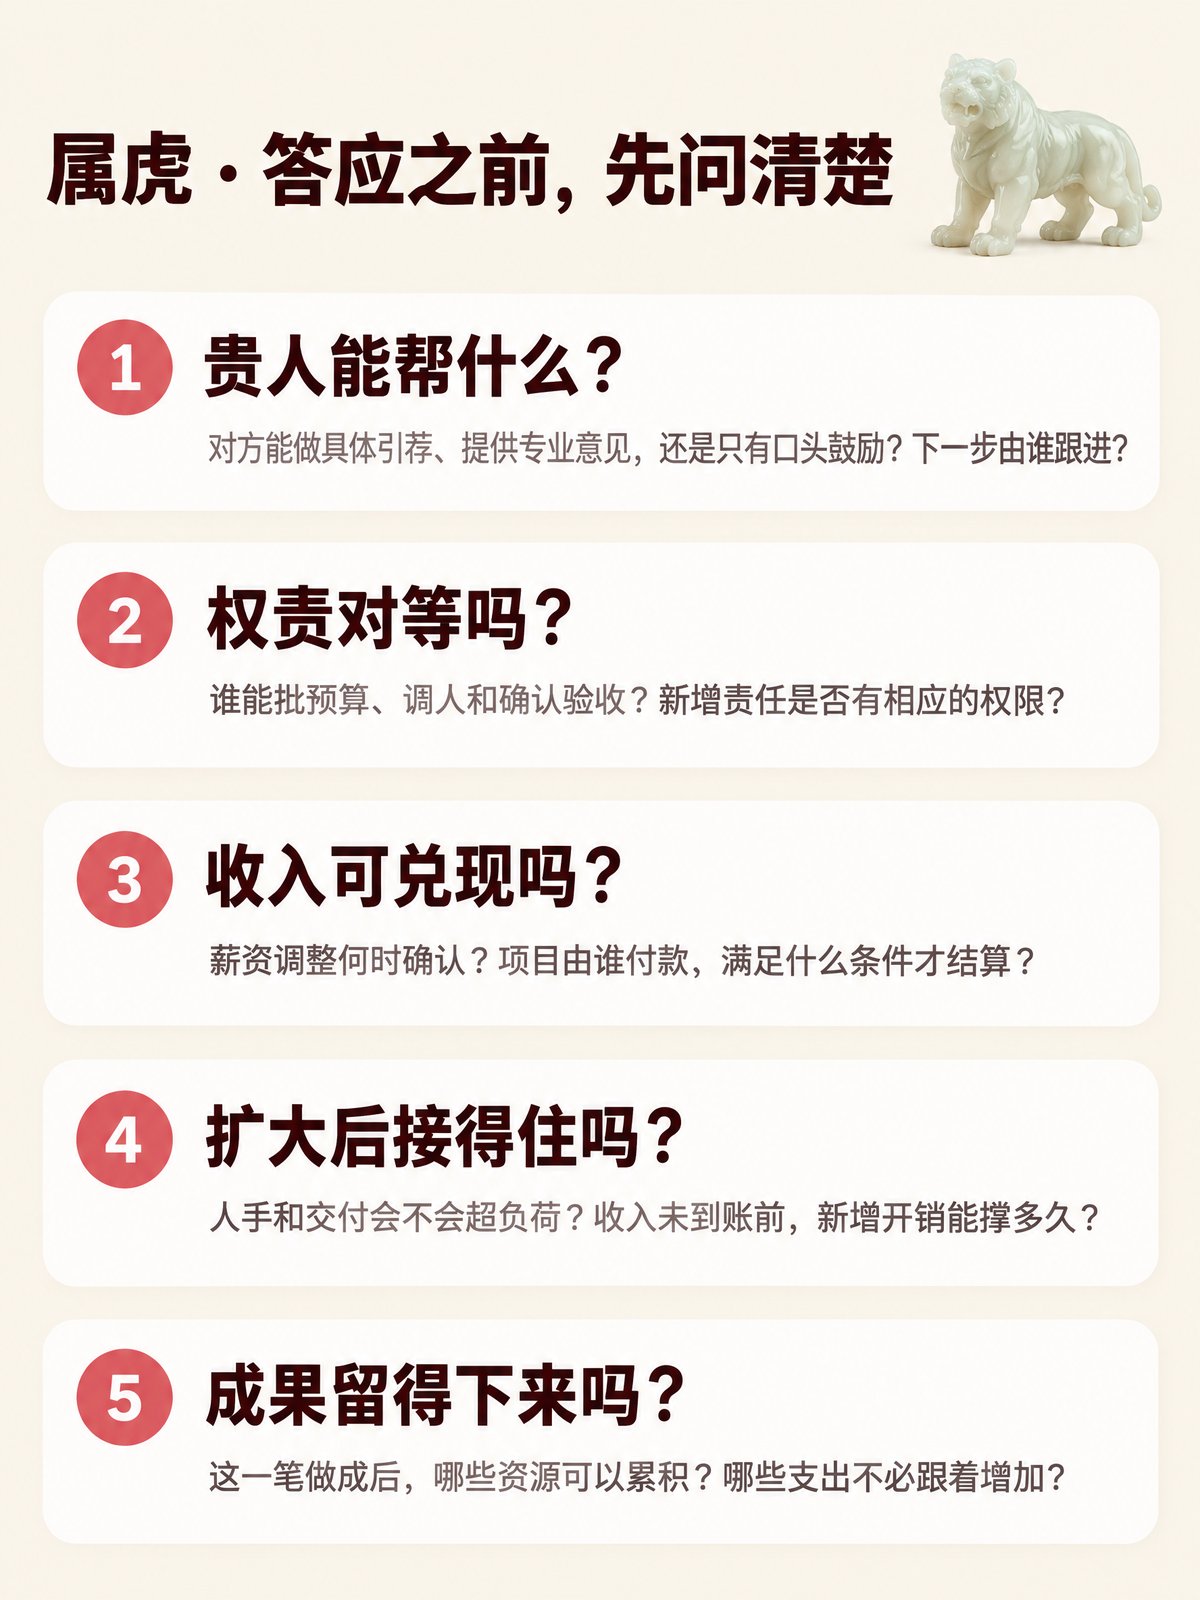 属虎·答应之前，先问清楚
1
贵人能帮什么？
对方能做具体引荐、提供专业意见，还是只有口头鼓励？下一步由谁跟进？
2
权责对等吗？
谁能批预算、调人和确认验收？新增责任是否有相应的权限？
3
收入可兑现吗？
薪资调整何时确认？项目由谁付款，满足什么条件才结算？
4
扩大后接得住吗？
人手和交付会不会超负荷？收入未到账前，新增开销能撑多久？
5
成果留得下来吗？
这一笔做成后，哪些资源可以累积？哪些支出不必跟着增加？